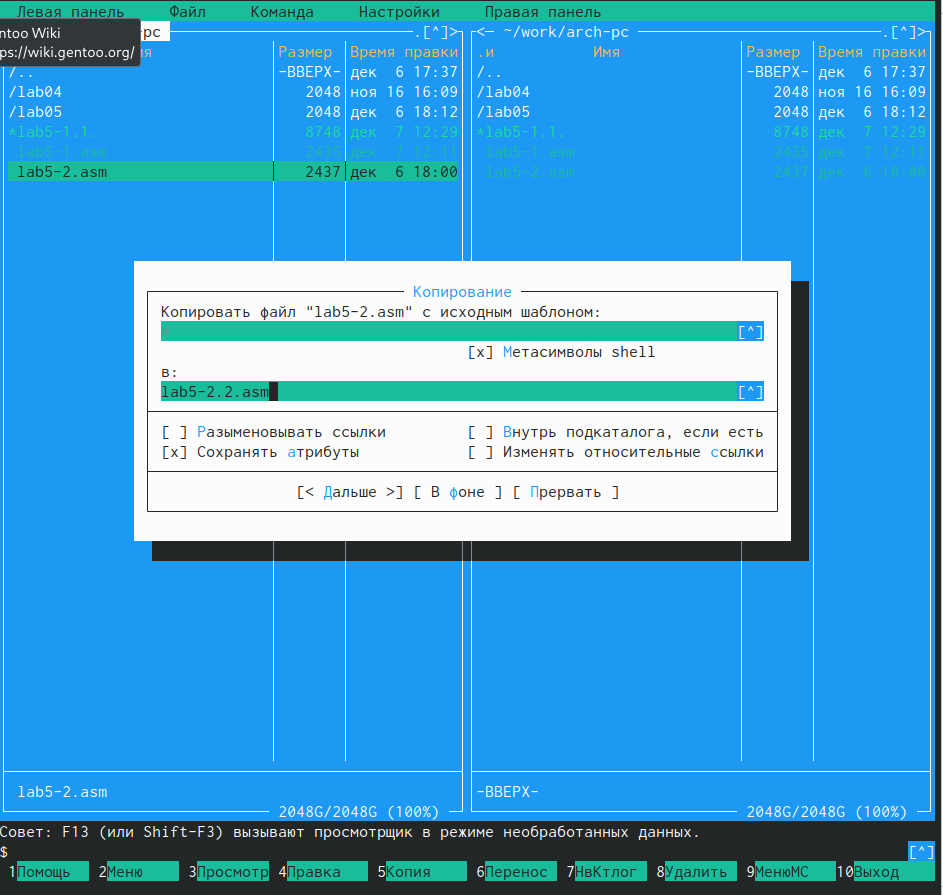 Левая панель Файл Команда Настройки Правая панель
ntoo Wiki
ps://wiki.gentoo.org/
pc .[^]> <— ~/work/arch-pc .[^]>
мя Размер Время правки .и Имя Размер Время правки
/.. -ВВЕРХ- дек 6 17:37 /.. -ВВЕРХ- дек 6 17:37
/lab04 2048 ноя 16 16:09 /lab04 2048 ноя 16 16:09
/lab05 2048 дек 6 18:12 /lab05 2048 дек 6 18:12
*lab5-1.1. 8748 дек 7 12:29 *lab5-1.1. 8748 дек 7 12:29
lab5-1.asm 2435 дек 7 12:11 lab5-1.asm 2435 дек 7 12:11
lab5-2.asm 2437 дек 6 18:00 lab5-2.asm 2437 дек 6 18:00
Копирование
Копировать файл "lab5-2.asm" с исходным шаблоном:
[^]
[x] Метасимволы shell
в:
lab5-2.2.asm [^]
[ ] Разыменовывать ссылки [ ] Внутрь подкаталога, если есть
[x] Сохранять атрибуты [ ] Изменять относительные ссылки
[< Дальше >] [ В фоне ] [ Прервать ]
lab5-2.asm -ВВЕРХ-
2048G/2048G (100%) 2048G/2048G (100%)
Совет: F13 (или Shift-F3) вызывают просмотрщик в режиме необработанных данных.
$ [^]
1Помощь 2Меню 3Просмотр 4Правка 5Копия 6Перенос 7НвКтлог 8Удалить 9МенюМС 10Выход